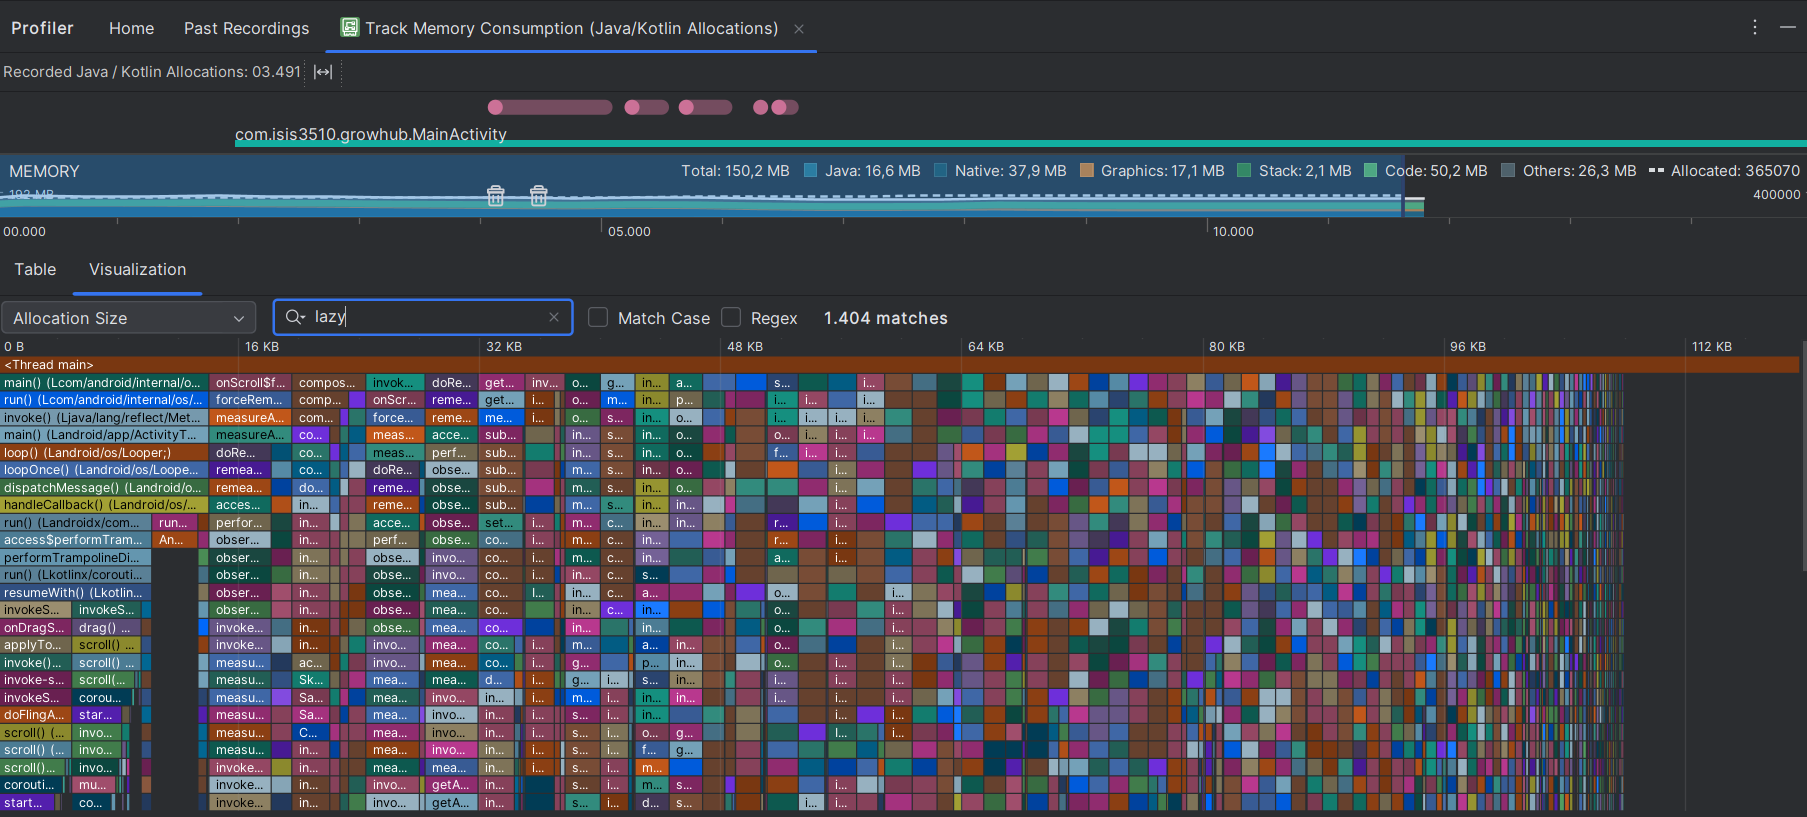 Profiler Home Past Recordings Track Memory Consumption (Java/Kotlin Allocations)
Recorded Java / Kotlin Allocations: 03.491
com.isis3510.growhub.MainActivity
MEMORY Total: 150,2 MB Java: 16,6 MB Native: 37,9 MB Graphics: 17,1 MB Stack: 2,1 MB Code: 50,2 MB Others: 26,3 MB Allocated: 365070
192 MB 400000
00.000 05.000 10.000
Table Visualization
Allocation Size lazy Match Case Regex 1.404 matches
0 B 16 KB 32 KB 48 KB 64 KB 80 KB 96 KB 112 KB
<Thread main>
main() (Lcom/android/internal/o... onScroll$f... compos... invok... doRe... get... inv... o... g... in... a... s... i...
run() (Lcom/android/internal/os/... forceRem... comp... onScr... reme... get... i... o... m... in... p... i... i... i...
invoke() (Ljava/lang/reflect/Met... measureA... com... force... reme... me... i... o... s... in... o... i... i... i... i...
main() (Landroid/app/ActivityT... measureA... co... meas... acce... sub... in... s... in... o... o... i... i... i...
loop() (Landroid/os/Looper;) doRe... co... meas... perf... sub... in... s... in... o... f... i... i...
loopOnce() (Landroid/os/Loope... remea... co... doRe... obse... sub... m... s... in... o... i...
dispatchMessage() (Landroid/o... remea... do... reme... obse... sub... m... s... in... o... i...
handleCallback() (Landroid/os/... acces... in... reme... obse... sub... m... s... in... o... i...
run() (Landroidx/com... run... perfor... in... acce... obse... set... i... m... c... in... in... r... i...
access$performTram... An... obser... in... perf... obse... co... i... m... c... in... r... i...
performTrampolineDi... obser... in... obse... invo... co... i... m... c... in... a... i...
run() (Lkotlinx/corouti... obser... in... obse... invo... co... i... in... c... s...
resumeWith() (Lkotlin... obser... in... obse... mea... co... l... in... c... a... o... i...
invokeS... invokeS... obser... in... obse... mea... co... in... c... in... o... i...
onDragS... drag() ... invoke... in... obse... mea... co... in... in... o... i...
applyTo... scroll() ... invoke... in... invo... mea... co... i... m... a... in... o... i...
invoke()... scroll() ... measu... ac... invo... mea... co... i... g... p... in... o... i... i...
invoke-s... scroll(... measu... Sk... mea... mea... d... i... g... i... s... in... i... i...
invokeS... corou... measu... Sa... mea... invo... in... i... m... i... in... in... i... i...
doFlingA... star... measu... Sa... mea... invo... in... i... s... i... in... i... i...
scroll() (... invo... measu... C... mea... invo... in... i... s... i... o... g... l... i...
scroll() (... invo... measu... in... mea... invo... in... i... s... i... f... g...
scroll()... invo... invoke... in... mea... mea... in... i... s... i... m...
corouti... mu... invoke... in... invo... getA... in... s... i... m... s... i...
start... co... invoke... in... invo... getA... in... s... i... d... s... i... i...